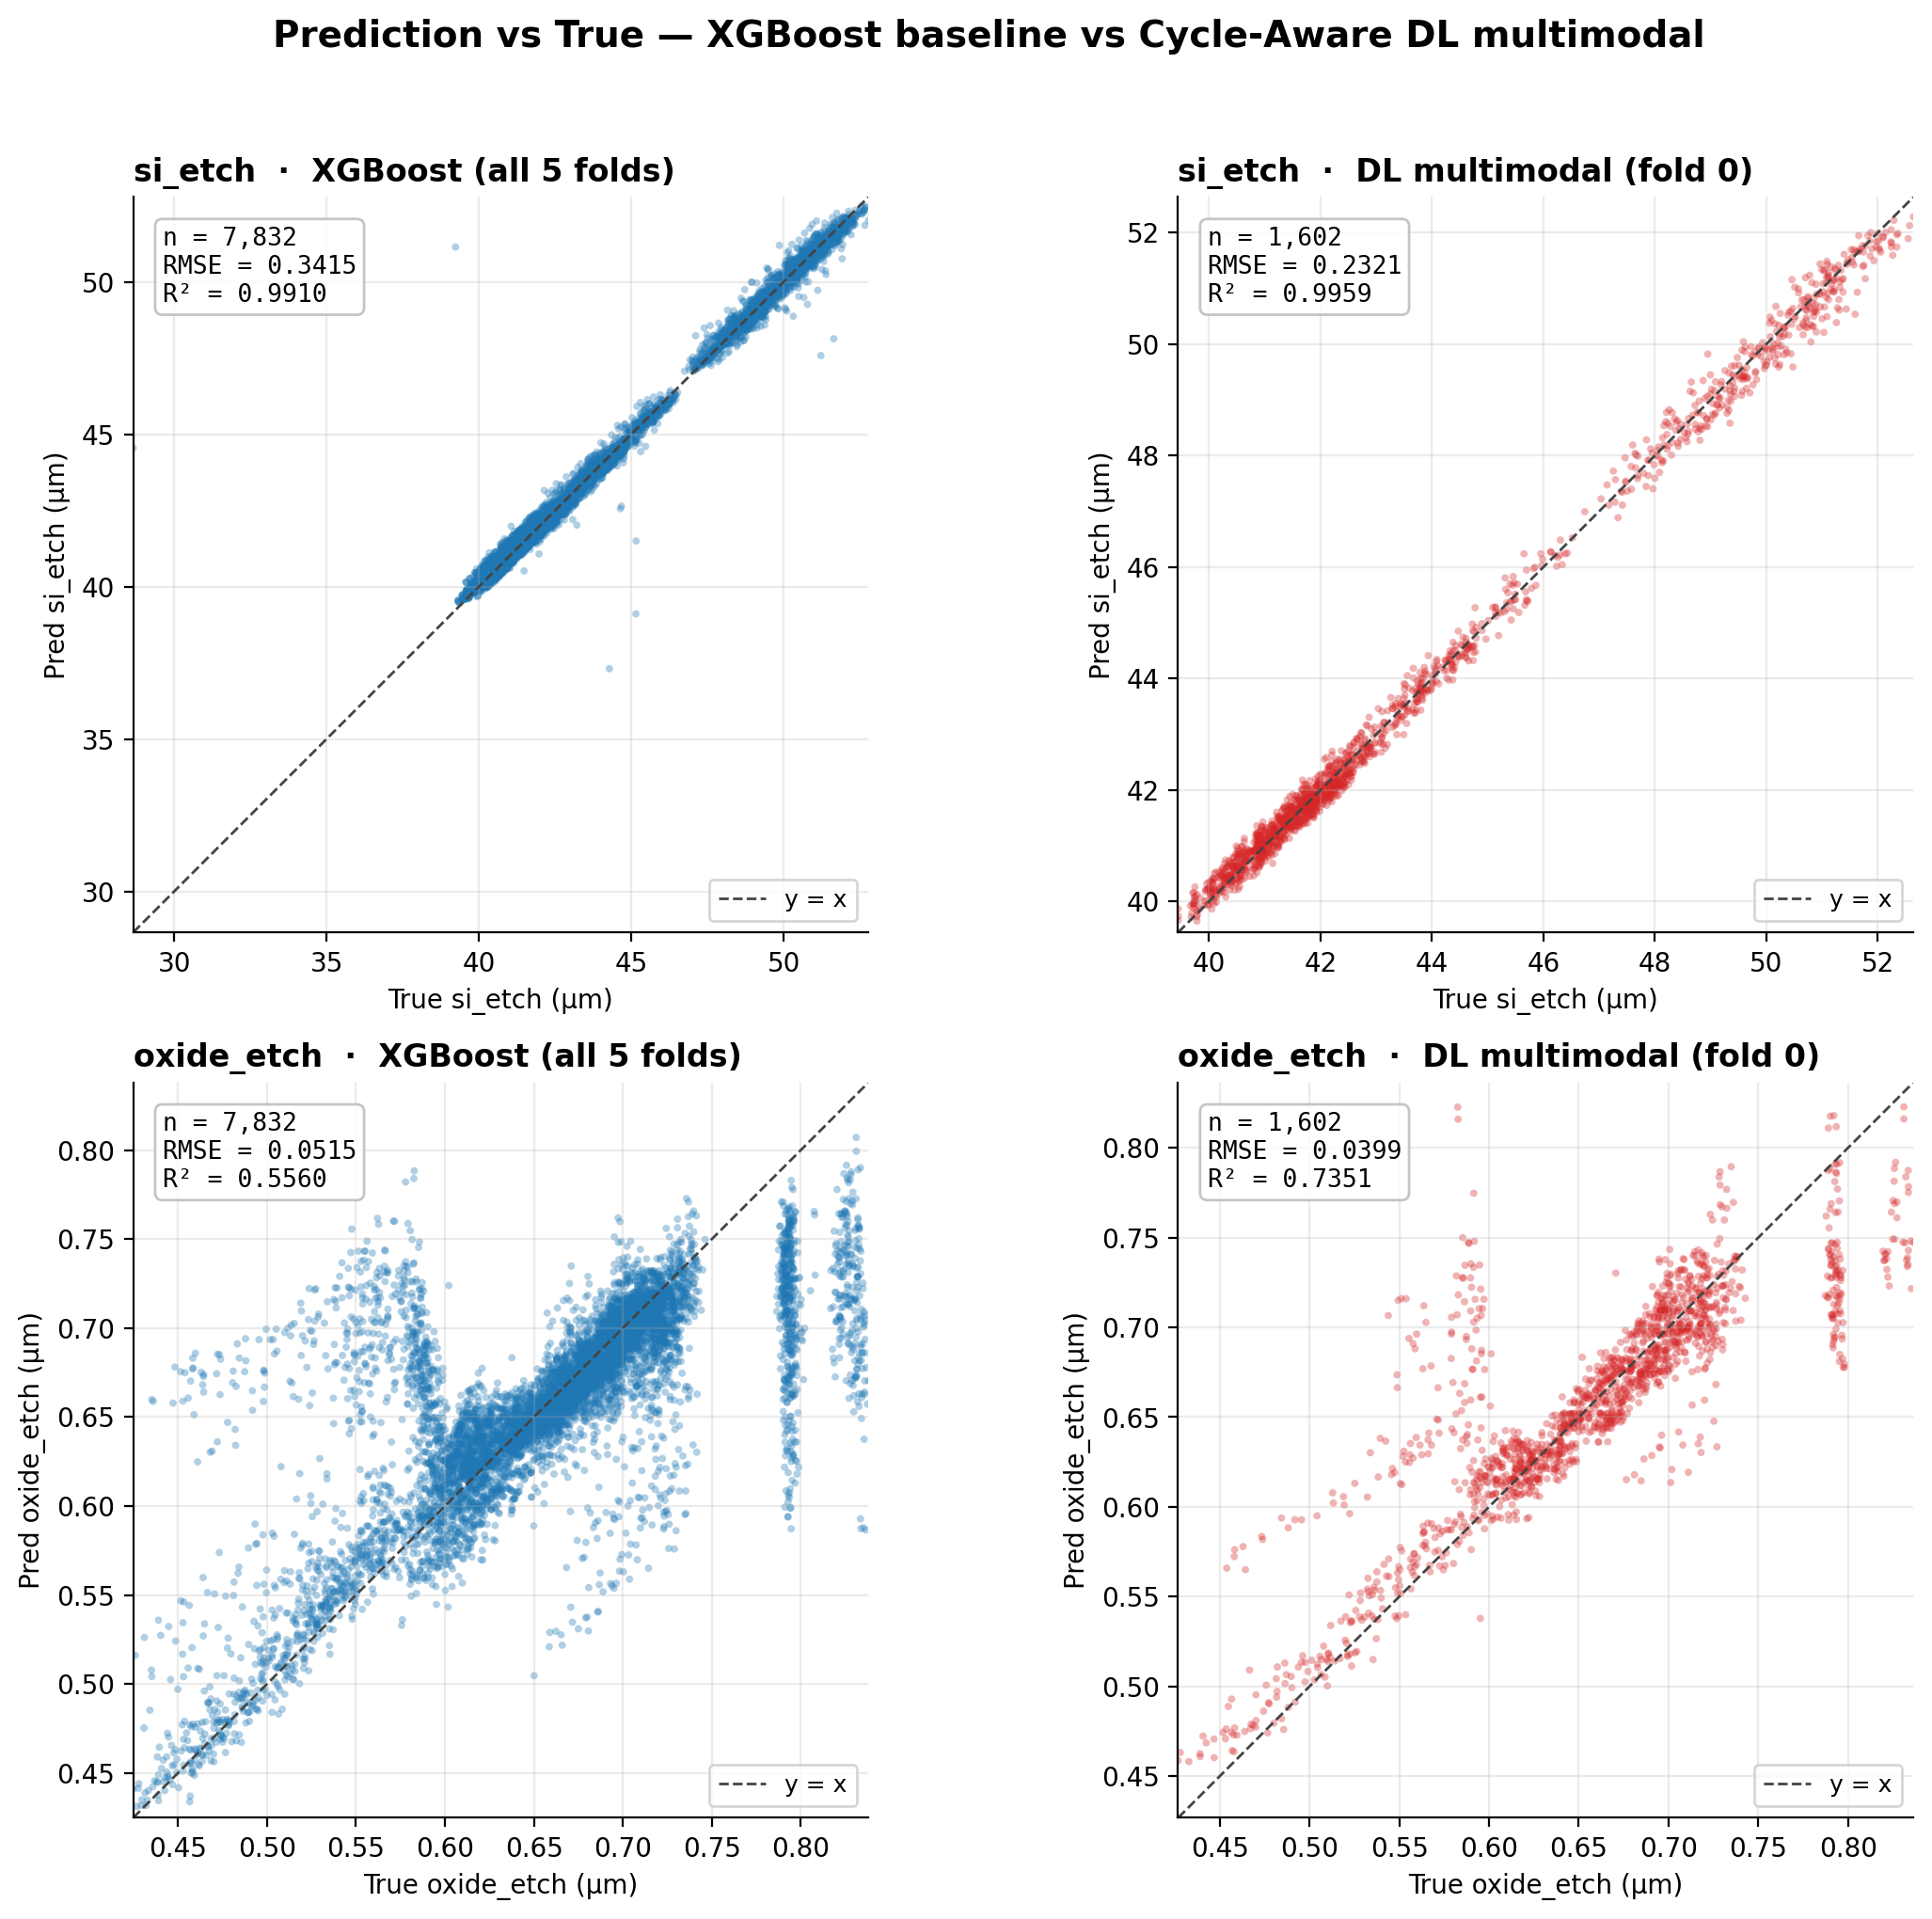 Prediction vs True — XGBoost baseline vs Cycle-Aware DL multimodal
si_etch · XGBoost (all 5 folds)
n = 7,832
RMSE = 0.3415
R² = 0.9910
50
45
40
35
30
Pred si_etch (µm)
y = x
30 35 40 45 50
True si_etch (µm)
si_etch · DL multimodal (fold 0)
n = 1,602
RMSE = 0.2321
R² = 0.9959
52
50
48
46
44
42
40
Pred si_etch (µm)
y = x
40 42 44 46 48 50 52
True si_etch (µm)
oxide_etch · XGBoost (all 5 folds)
n = 7,832
RMSE = 0.0515
R² = 0.5560
0.80
0.75
0.70
0.65
0.60
0.55
0.50
0.45
Pred oxide_etch (µm)
y = x
0.45 0.50 0.55 0.60 0.65 0.70 0.75 0.80
True oxide_etch (µm)
oxide_etch · DL multimodal (fold 0)
n = 1,602
RMSE = 0.0399
R² = 0.7351
0.80
0.75
0.70
0.65
0.60
0.55
0.50
0.45
Pred oxide_etch (µm)
y = x
0.45 0.50 0.55 0.60 0.65 0.70 0.75 0.80
True oxide_etch (µm)